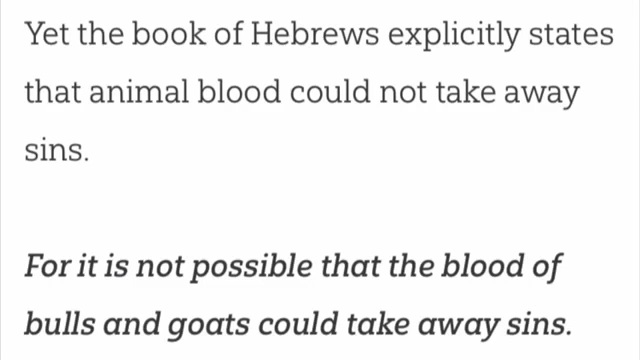 Yet the book of Hebrews explicitly states
that animal blood could not take away
sins.
For it is not possible that the blood of
bulls and goats could take away sins.